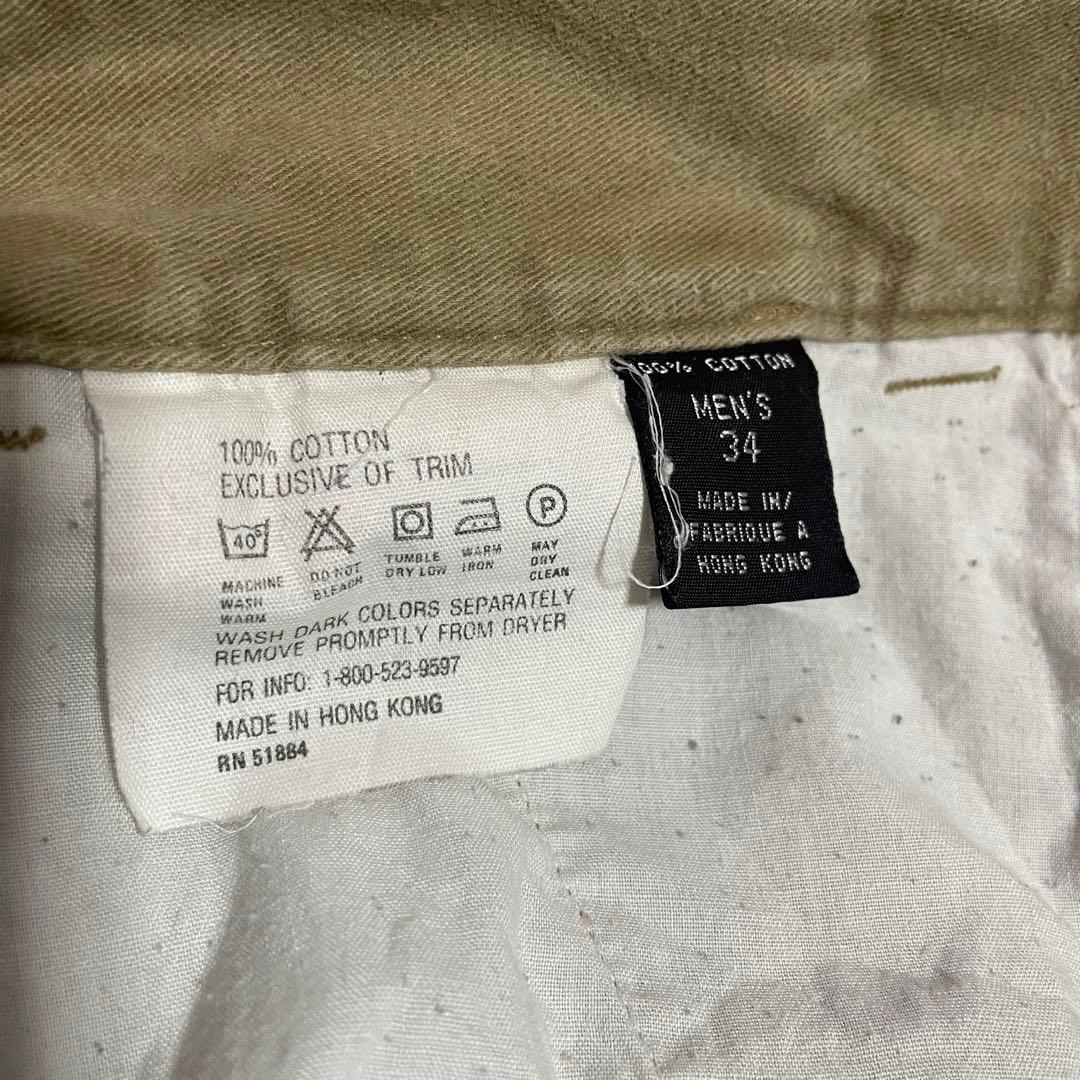 100% COTTON
EXCLUSIVE OF TRIM
40° P
MACHINE WASH WARM
DO NOT BLEACH
TUMBLE DRY LOW
WARM IRON
MAY DRY CLEAN
WASH DARK COLORS SEPARATELY
REMOVE PROMPTLY FROM DRYER
FOR INFO: 1-800-523-9597
MADE IN HONG KONG
RN 51884
100% COTTON
MEN'S
34
MADE IN/
FABRIQUE A
HONG KONG